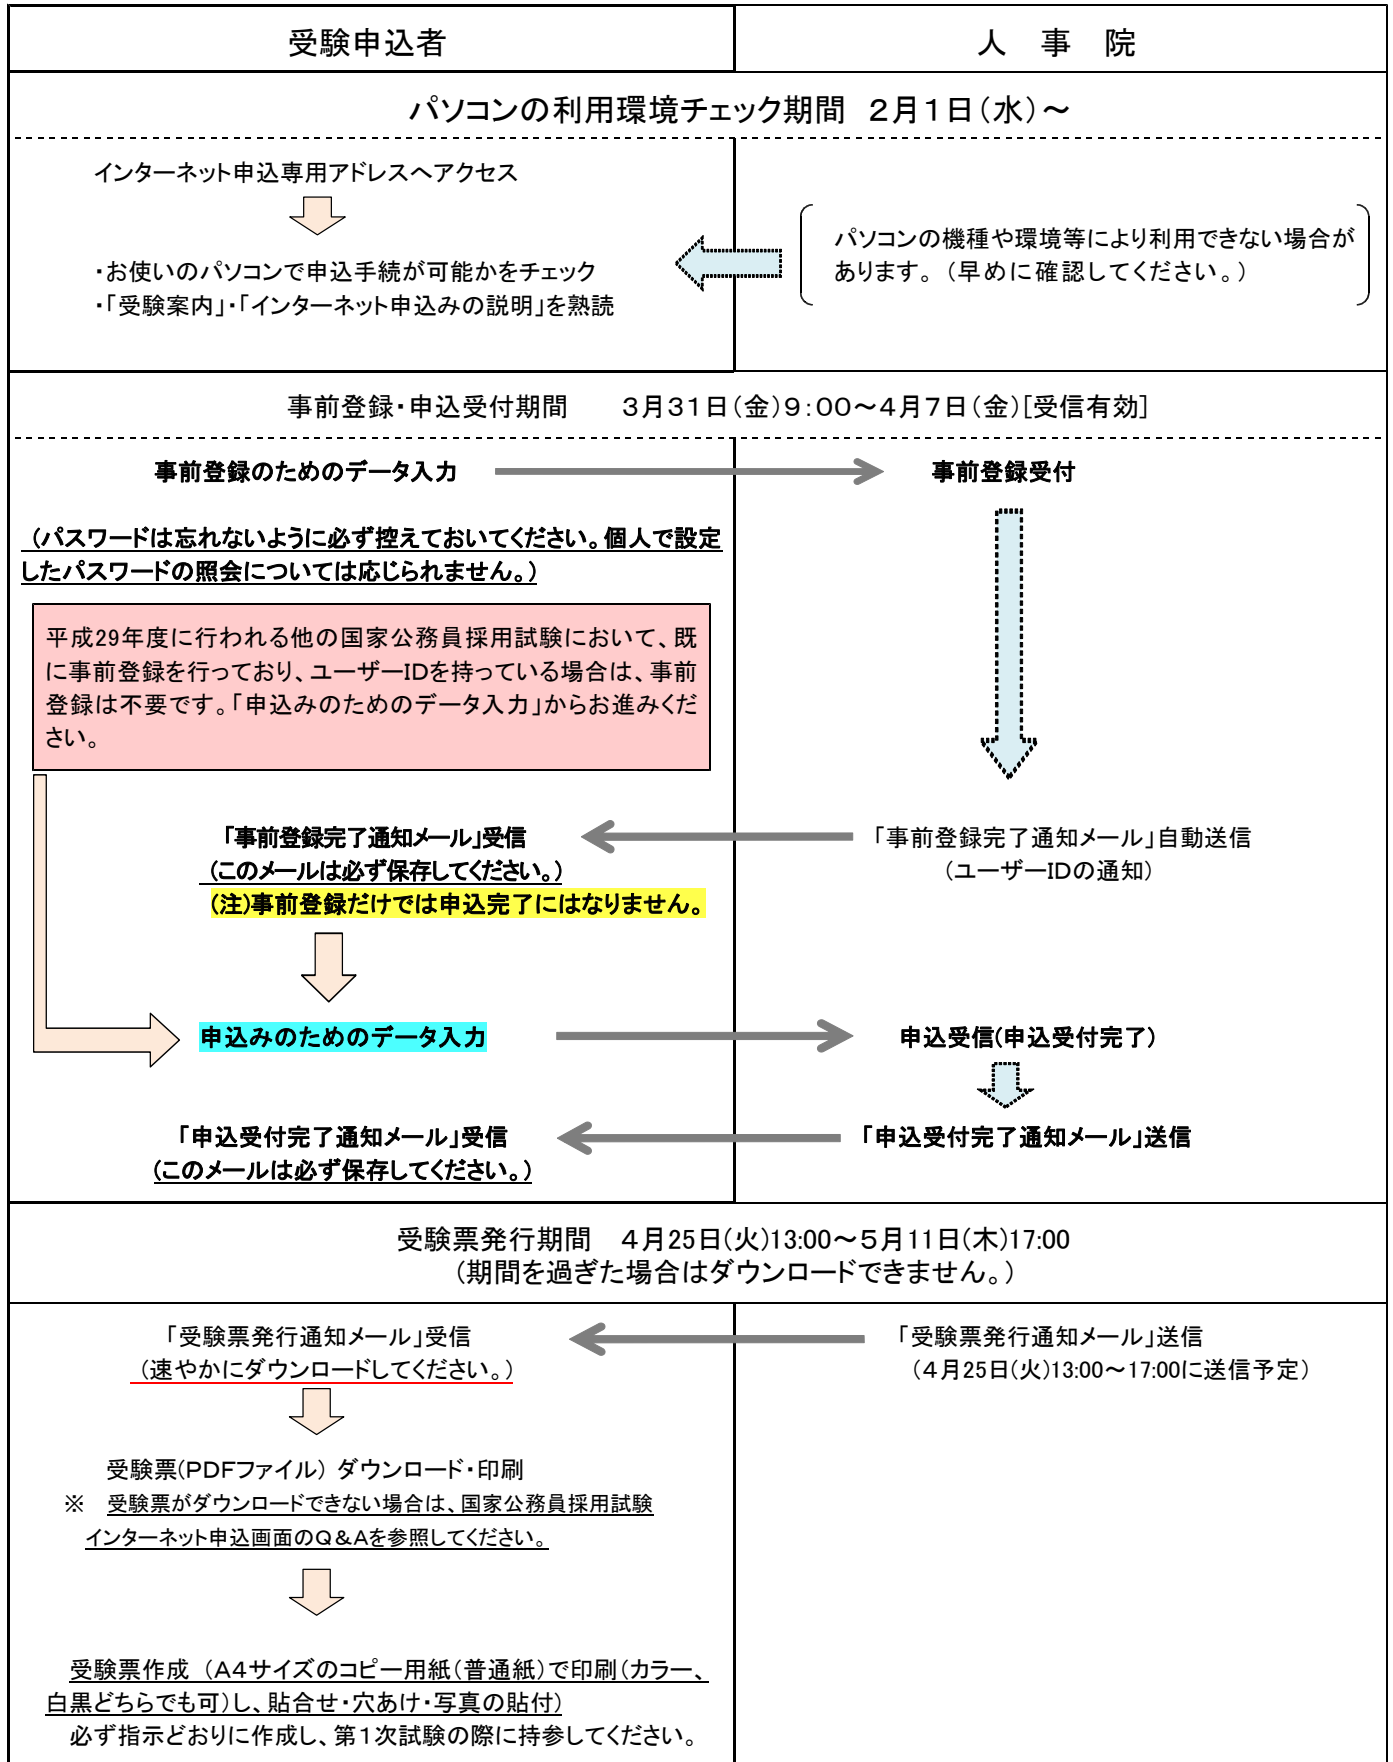 受験申込者
人　事　院
パソコンの利用環境チェック期間　２月１日（水）～
インターネット申込専用アドレスへアクセス
パソコンの機種や環境等により利用できない場合が
あります。（早めに確認してください。）
・お使いのパソコンで申込手続が可能かをチェック
・「受験案内」・「インターネット申込みの説明」を熟読
事前登録・申込受付期間　　３月３１日（金）９：００～４月７日（金）［受信有効］
事前登録のためのデータ入力
事前登録受付
（パスワードは忘れないように必ず控えておいてください。個人で設定
したパスワードの照会については応じられません。）
平成29年度に行われる他の国家公務員採用試験において、既
に事前登録を行っており、ユーザーIDを持っている場合は、事前
登録は不要です。「申込みのためのデータ入力」からお進みくだ
さい。
「事前登録完了通知メール」受信
「事前登録完了通知メール」自動送信
（このメールは必ず保存してください。）
（ユーザーIDの通知）
（注）事前登録だけでは申込完了にはなりません。
申込みのためのデータ入力
申込受信（申込受付完了）
「申込受付完了通知メール」受信
「申込受付完了通知メール」送信
（このメールは必ず保存してください。）
受験票発行期間　４月25日（火）13:00～５月11日（木）17:00
（期間を過ぎた場合はダウンロードできません。）
「受験票発行通知メール」受信
「受験票発行通知メール」送信
（速やかにダウンロードしてください。）
（４月25日（火）13:00～17:00に送信予定）
受験票（ＰＤＦファイル）ダウンロード・印刷
※　受験票がダウンロードできない場合は、国家公務員採用試験
インターネット申込画面のＱ＆Ａを参照してください。
受験票作成　（Ａ４サイズのコピー用紙（普通紙）で印刷（カラー、
白黒どちらでも可）し、貼合せ・穴あけ・写真の貼付）
必ず指示どおりに作成し、第１次試験の際に持参してください。